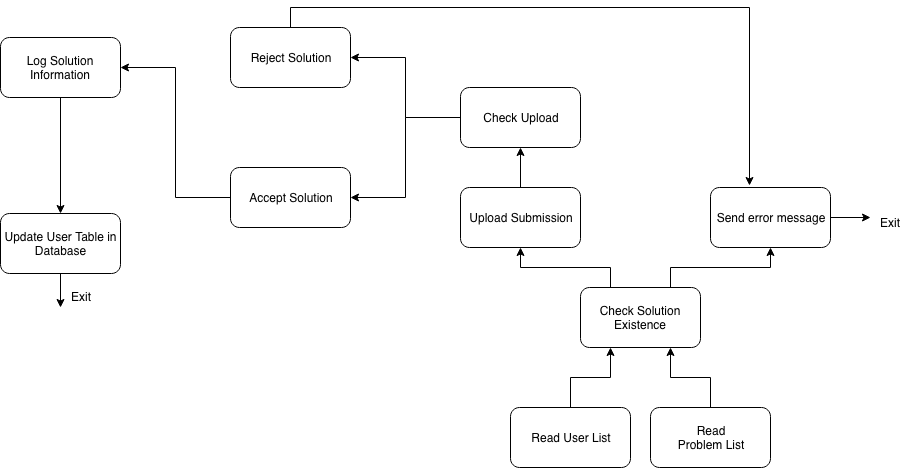 Reject Solution
Log Solution
Information
Check Upload
Accept Solution
Upload Submission
Send error message
Exit
Update User Table in
Database
Exit
Check Solution
Existence
Read User List
Read
Problem List